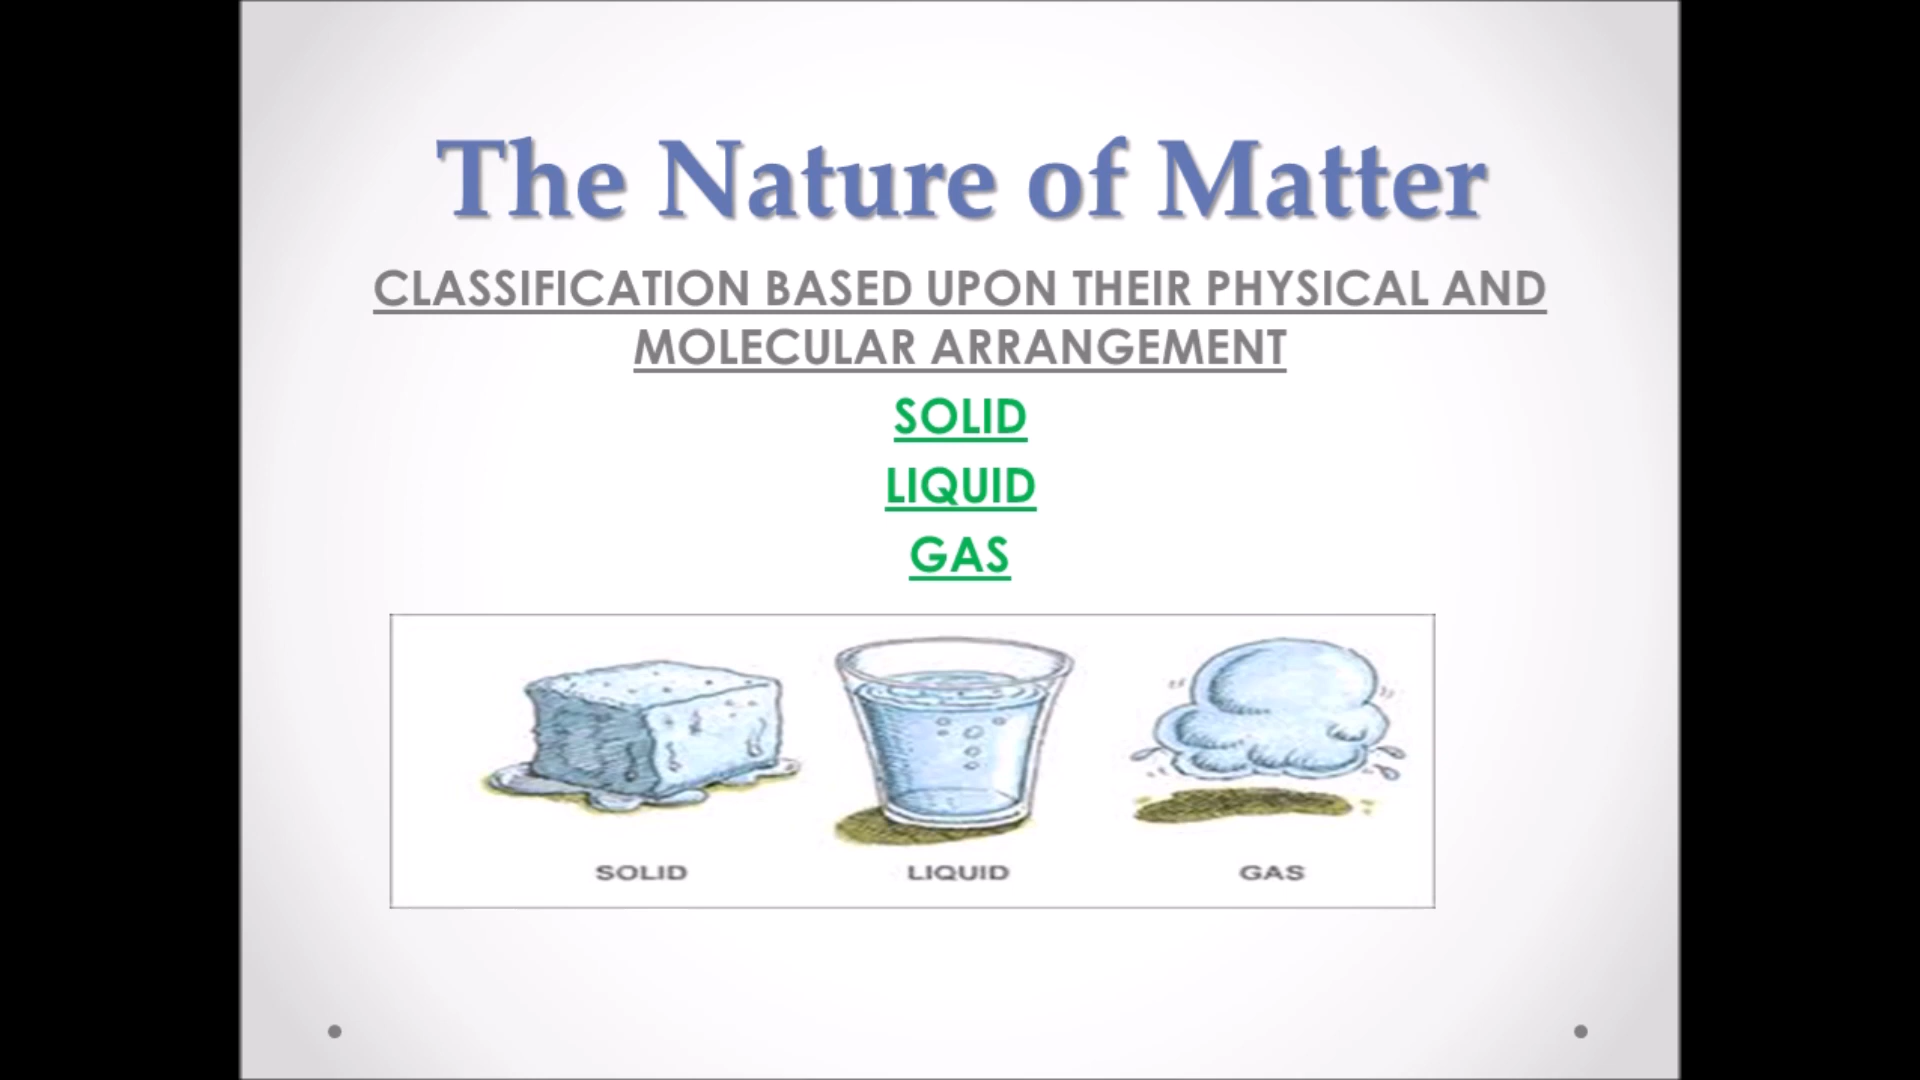 The Nature of Matter
CLASSIFICATION BASED UPON THEIR PHYSICAL AND
MOLECULAR ARRANGEMENT
SOLID
LIQUID
GAS
SOLID LIQUID GAS